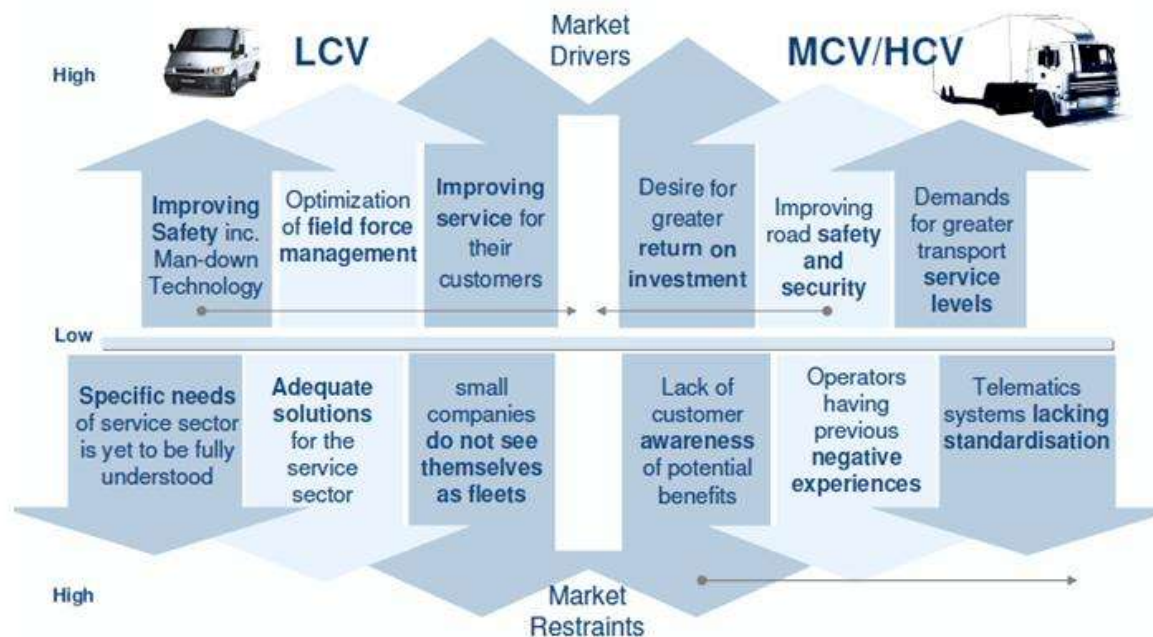 High
LCV
Market
Drivers
MCV/HCV
Improving
Safety inc.
Man-down
Technology
Optimization
of field force
management
Improving
service for
their
customers
Desire for
greater
return on
investment
Improving
road safety
and
security
Demands
for greater
transport
service
levels
Low
Specific needs
of service sector
is yet to be fully
understood
Adequate
solutions
for the
service
sector
small
companies
do not see
themselves
as fleets
Lack of
customer
awareness
of potential
benefits
Operators
having
previous
negative
experiences
Telematics
systems lacking
standardisation
High
Market
Restraints